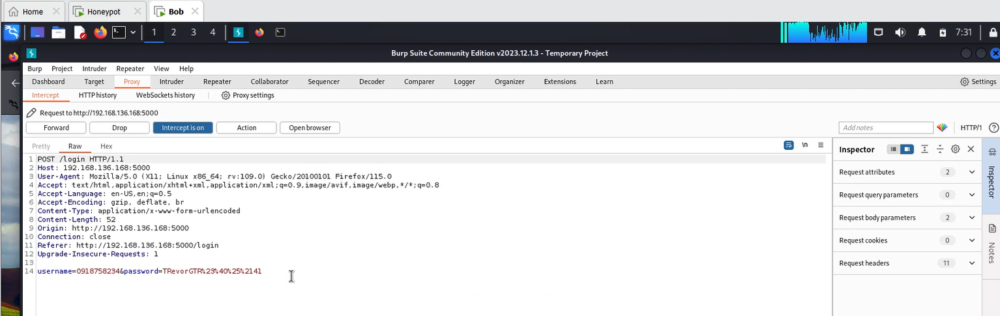 Home Honeypot Bob
1 2 3 4 7:31
Burp Suite Community Edition v2023.12.1.3 - Temporary Project
Burp Project Intruder Repeater View Help
Dashboard Target Proxy Intruder Repeater Collaborator Sequencer Decoder Comparer Logger Organizer Extensions Learn Settings
Intercept HTTP history WebSockets history Proxy settings
Request to http://192.168.136.168:5000
Forward Drop Intercept is on Action Open browser Add notes HTTP/1
Pretty Raw Hex \n
Inspector
Request attributes 2
Request query parameters 0
Request body parameters 2
Request cookies 0
Request headers 11
Inspector
Notes
1 POST /login HTTP/1.1
2 Host: 192.168.136.168:5000
3 User-Agent: Mozilla/5.0 (X11; Linux x86_64; rv:109.0) Gecko/20100101 Firefox/115.0
4 Accept: text/html,application/xhtml+xml,application/xml;q=0.9,image/avif,image/webp,*/*;q=0.8
5 Accept-Language: en-US,en;q=0.5
6 Accept-Encoding: gzip, deflate, br
7 Content-Type: application/x-www-form-urlencoded
8 Content-Length: 52
9 Origin: http://192.168.136.168:5000
10 Connection: close
11 Referer: http://192.168.136.168:5000/login
12 Upgrade-Insecure-Requests: 1
13
14 username=0918758234&password=TRevorGTR%23%40%25%2141